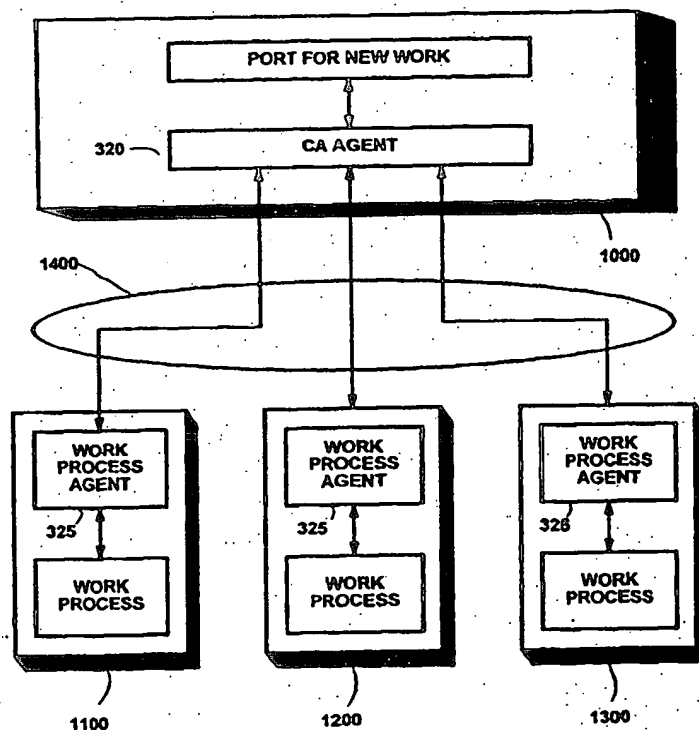 PORT FOR NEW WORK
320
CA AGENT
1000
1400
WORK
PROCESS
AGENT
325
WORK
PROCESS
1100
WORK
PROCESS
AGENT
325
WORK
PROCESS
1200
WORK
PROCESS
AGENT
326
WORK
PROCESS
1300